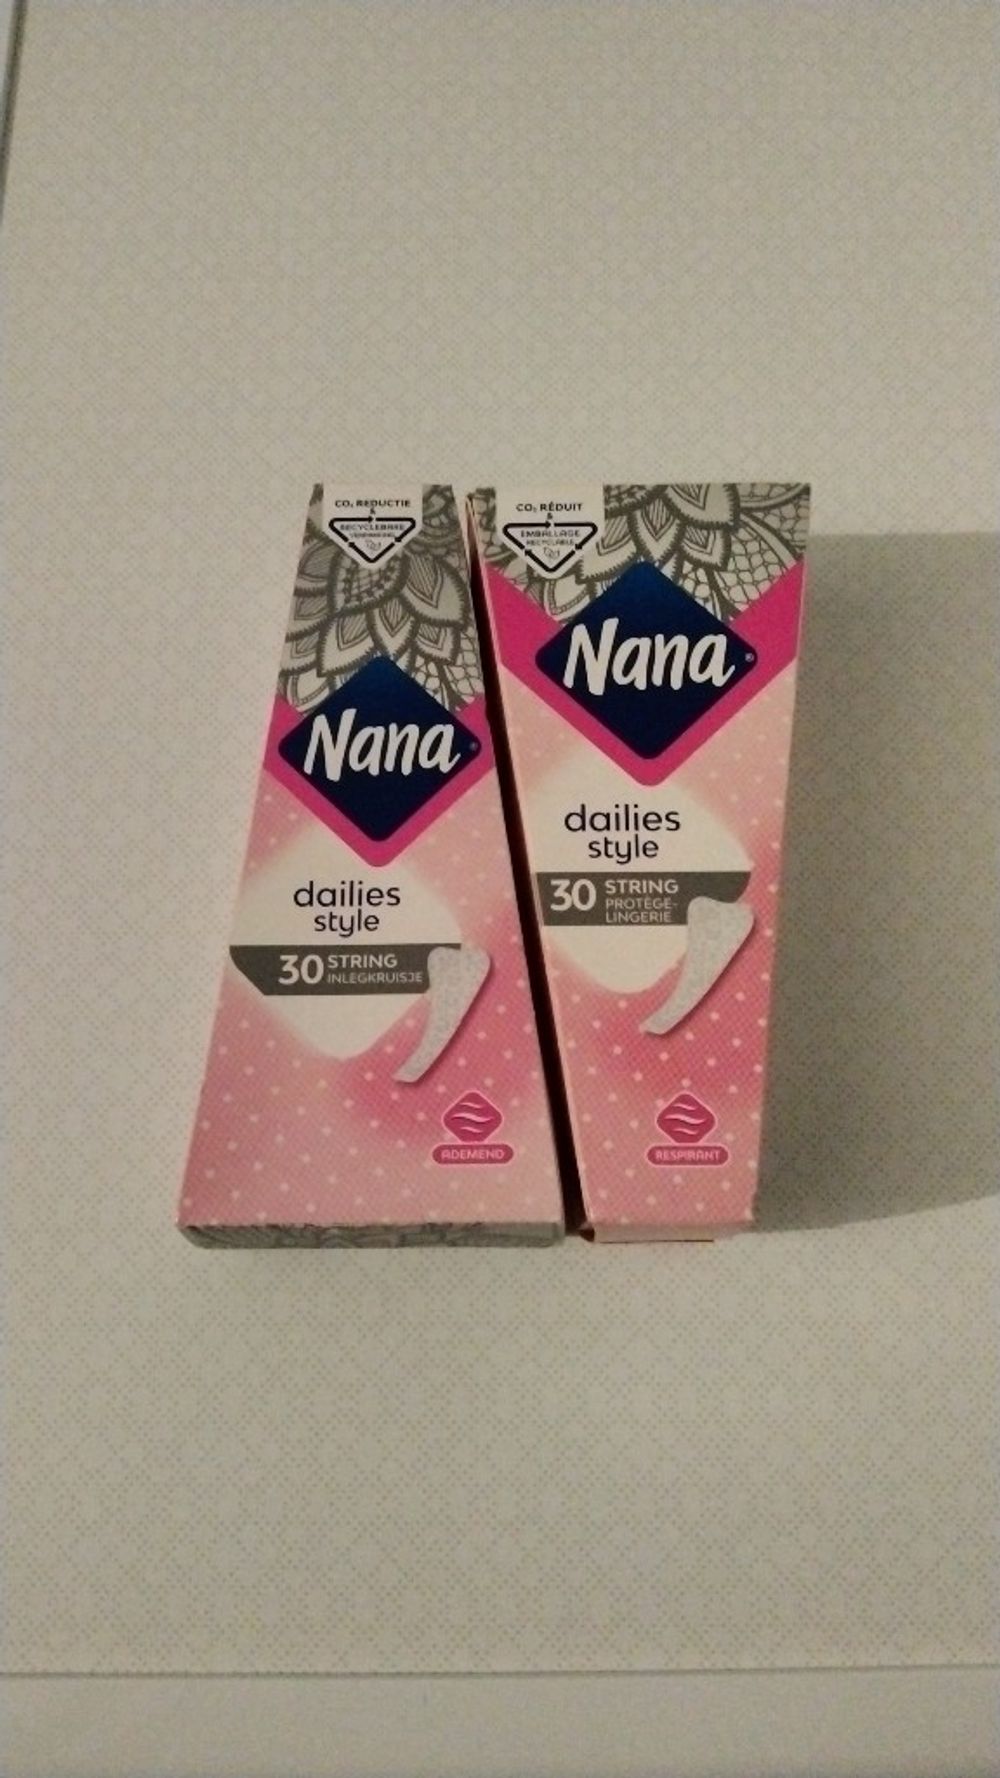 CO₂ REDUCTIE
&
RECYCLEBARE
Nana
dailies
style
30 STRING
INLEGKRUISJE
ADEMEND
CO₂ RÉDUIT
&
EMBALLAGE
RECYCLABLE
Nana®
dailies
style
30 STRING
PROTÈGE-
LINGERIE
RESPIRANT